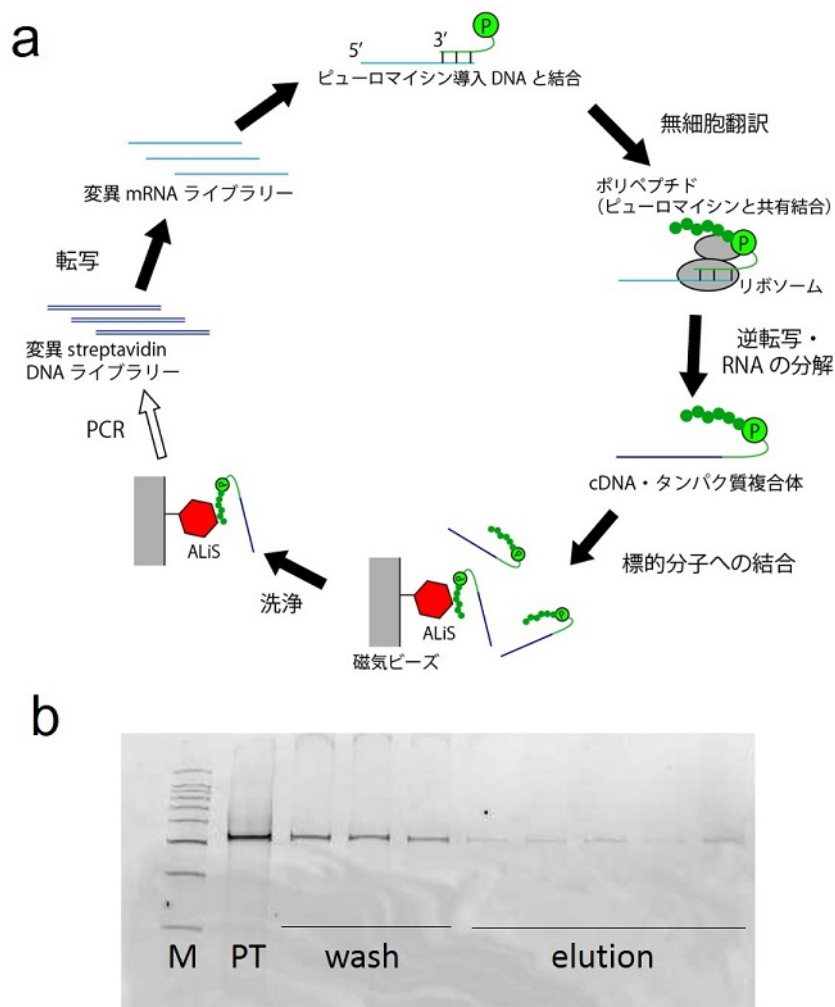 a
5' 3' P
ピューロマイシン導入 DNA と結合
無細胞翻訳
ポリペプチド
(ピューロマイシンと共有結合)
P
リボソーム
逆転写・
RNA の分解
P
cDNA・タンパク質複合体
標的分子への結合
ALiS
磁気ビーズ
洗浄
ALiS
PCR
変異 streptavidin
DNA ライブラリー
転写
変異 mRNA ライブラリー
b
M PT wash elution